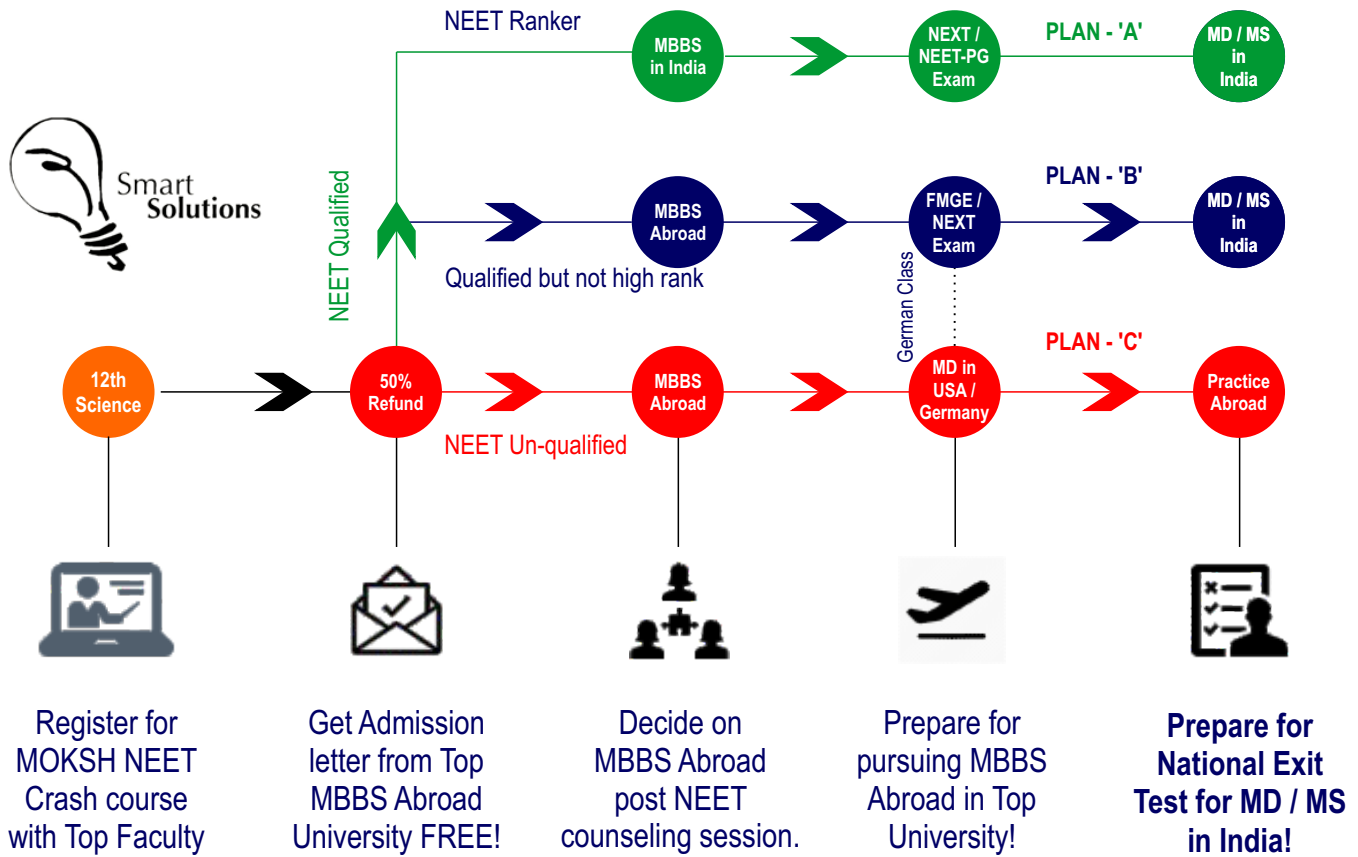 NEET Ranker
MBBS
in India
NEXT /
NEET-PG
Exam
PLAN - 'A'
MD / MS
in
India
Smart
Solutions
NEET Qualified
MBBS
Abroad
FMGE /
NEXT
Exam
PLAN - 'B'
MD / MS
in
India
Qualified but not high rank
German Class
12th
Science
50%
Refund
NEET Un-qualified
MBBS
Abroad
MD in
USA /
Germany
PLAN - 'C'
Practice
Abroad
Register for
MOKSH NEET
Crash course
with Top Faculty
Get Admission
letter from Top
MBBS Abroad
University FREE!
Decide on
MBBS Abroad
post NEET
counseling session.
Prepare for
pursuing MBBS
Abroad in Top
University!
Prepare for
National Exit
Test for MD / MS
in India!